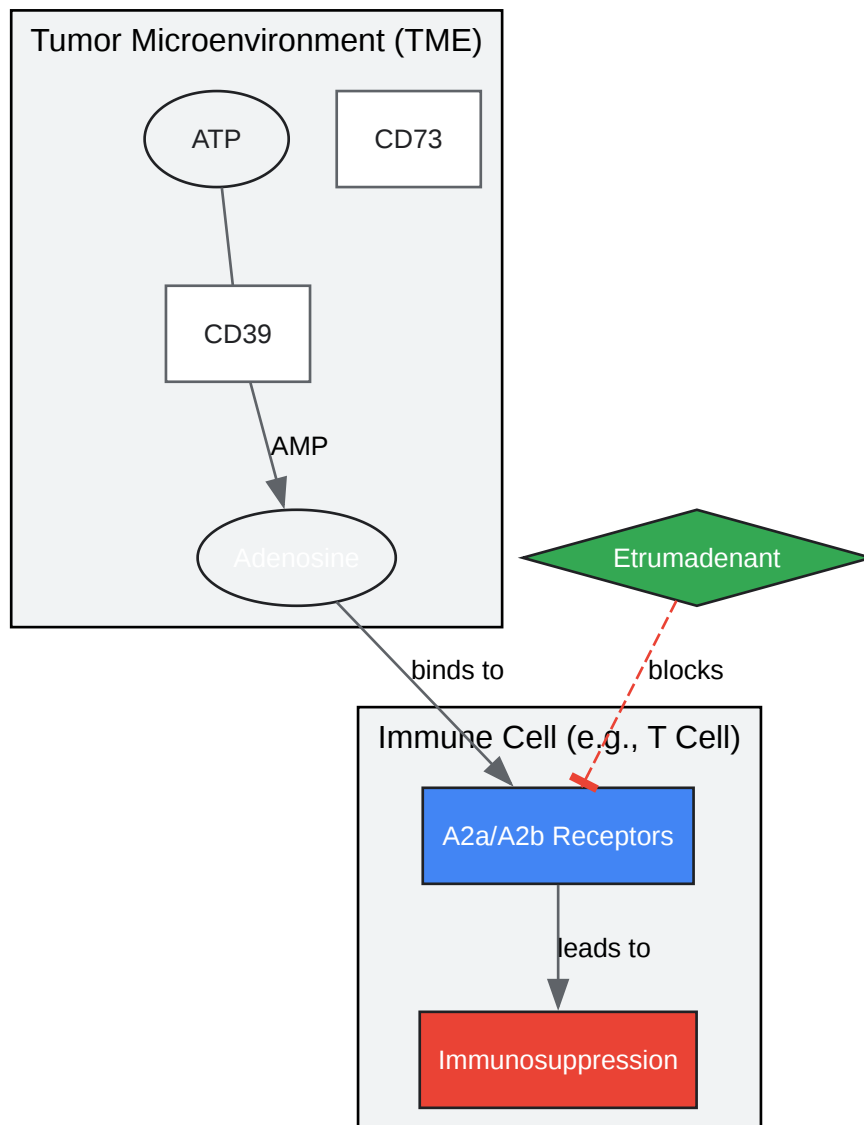 Tumor Microenvironment (TME)
ATP
CD73
CD39
AMP
Adenosine
Etrumadenant
binds to
blocks
Immune Cell (e.g., T Cell)
A2a/A2b Receptors
leads to
Immunosuppression